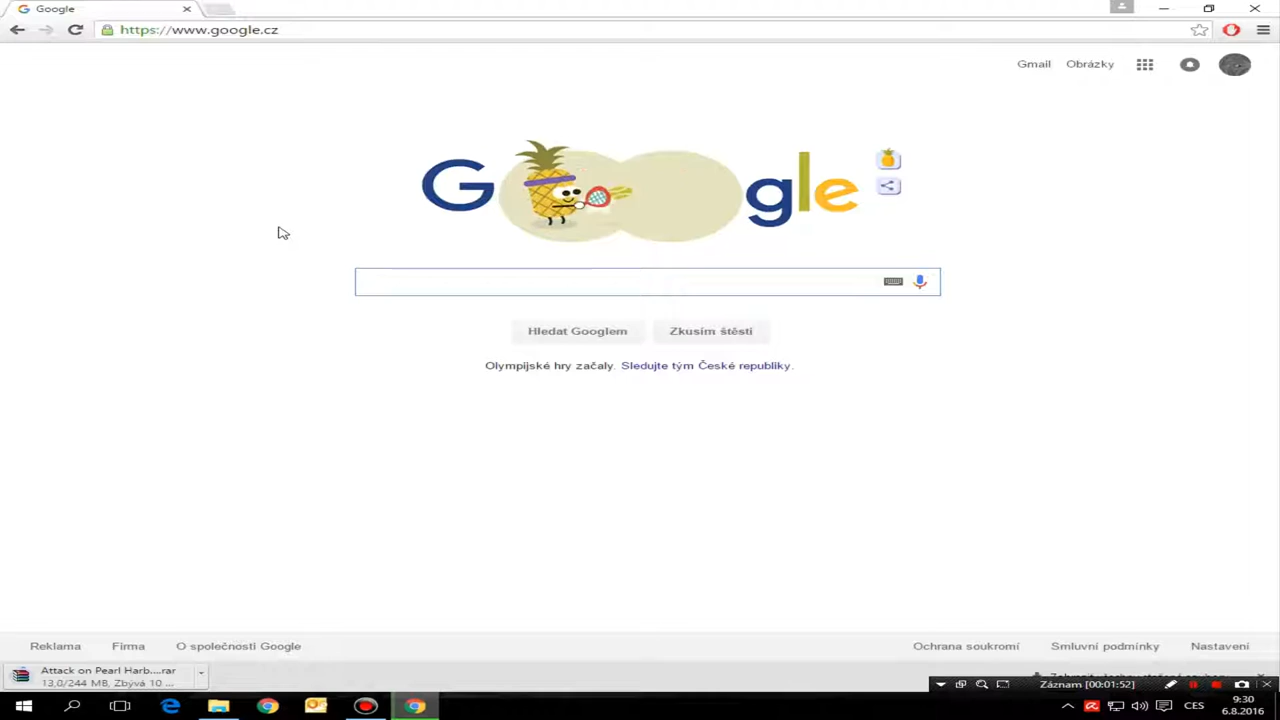 Google
https://www.google.cz
Gmail Obrázky
G gle
Hledat Googlem Zkusím štěstí
Olympijské hry začaly. Sledujte tým České republiky.
Reklama Firma O společnosti Google Ochrana soukromí Smluvní podmínky Nastavení
Attack on Pearl Harb....rar
13,0/244 MB, Zbývá 10 ...
Záznam [00:01:52]
CES
9:30
6.8.2016